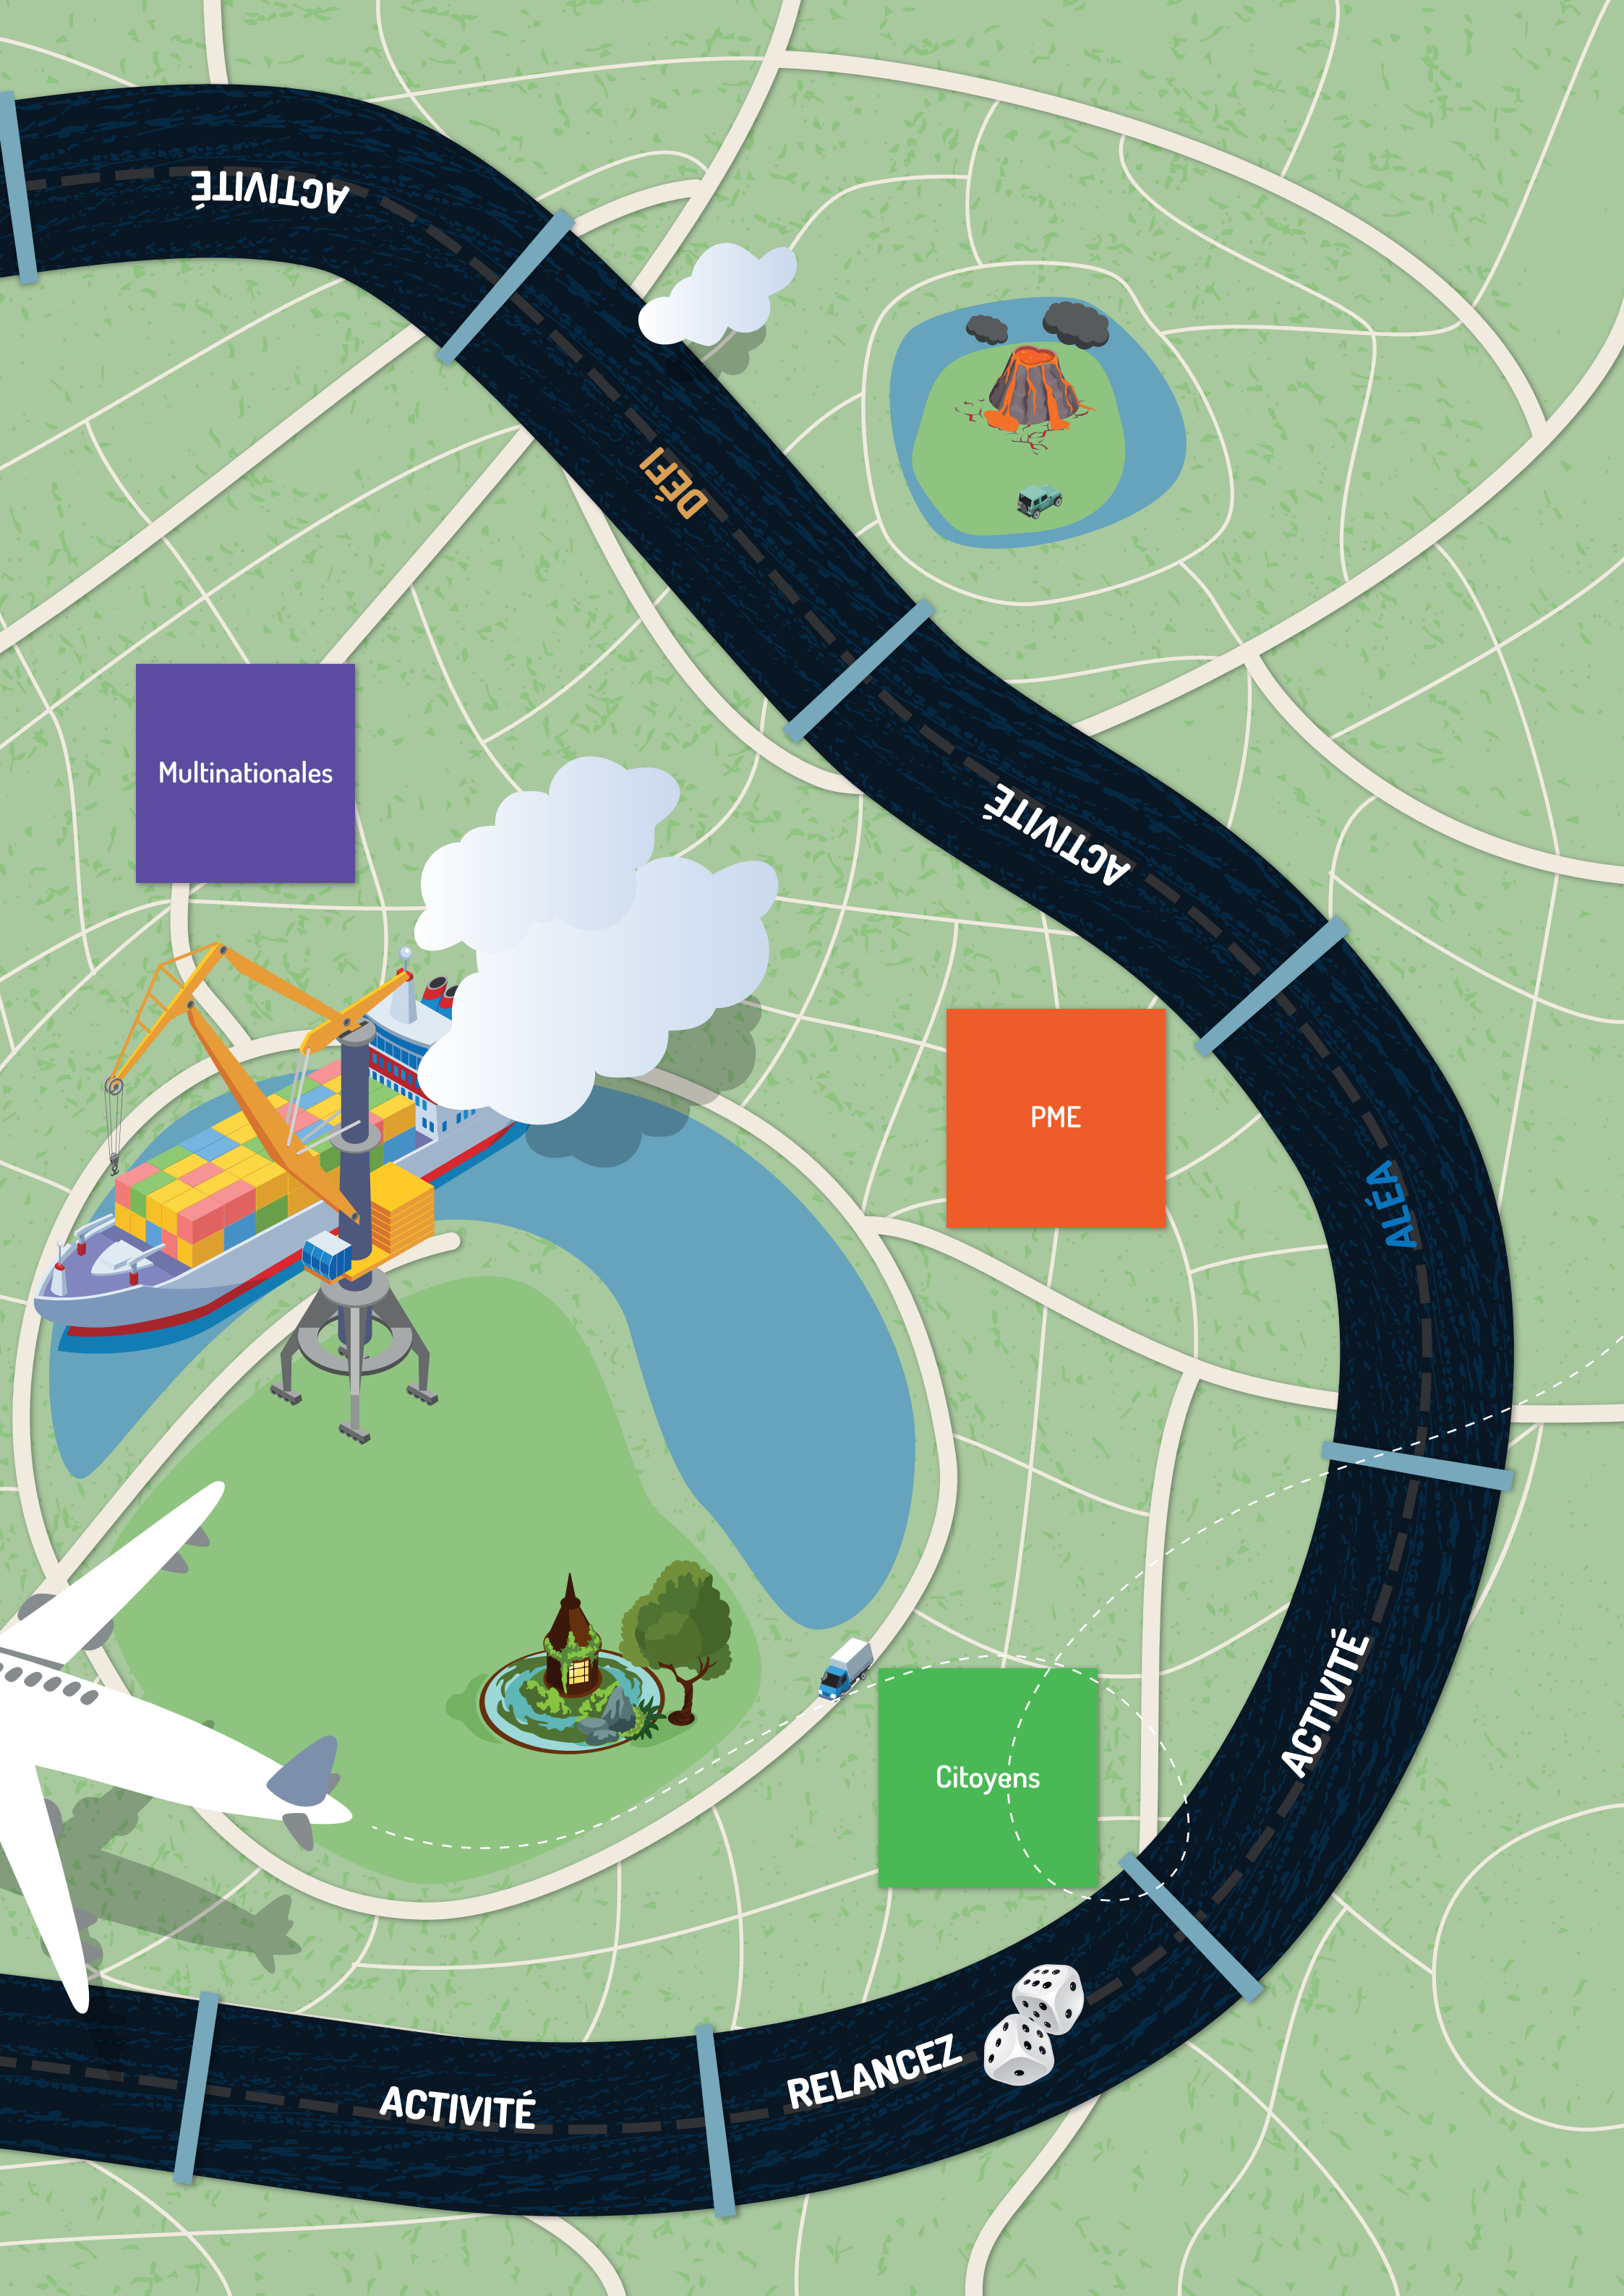 ACTIVITÉ
DÉFI
Multinationales
ACTIVITÉ
PME
ALÉA
ACTIVITÉ
Citoyens
RELANCEZ
ACTIVITÉ